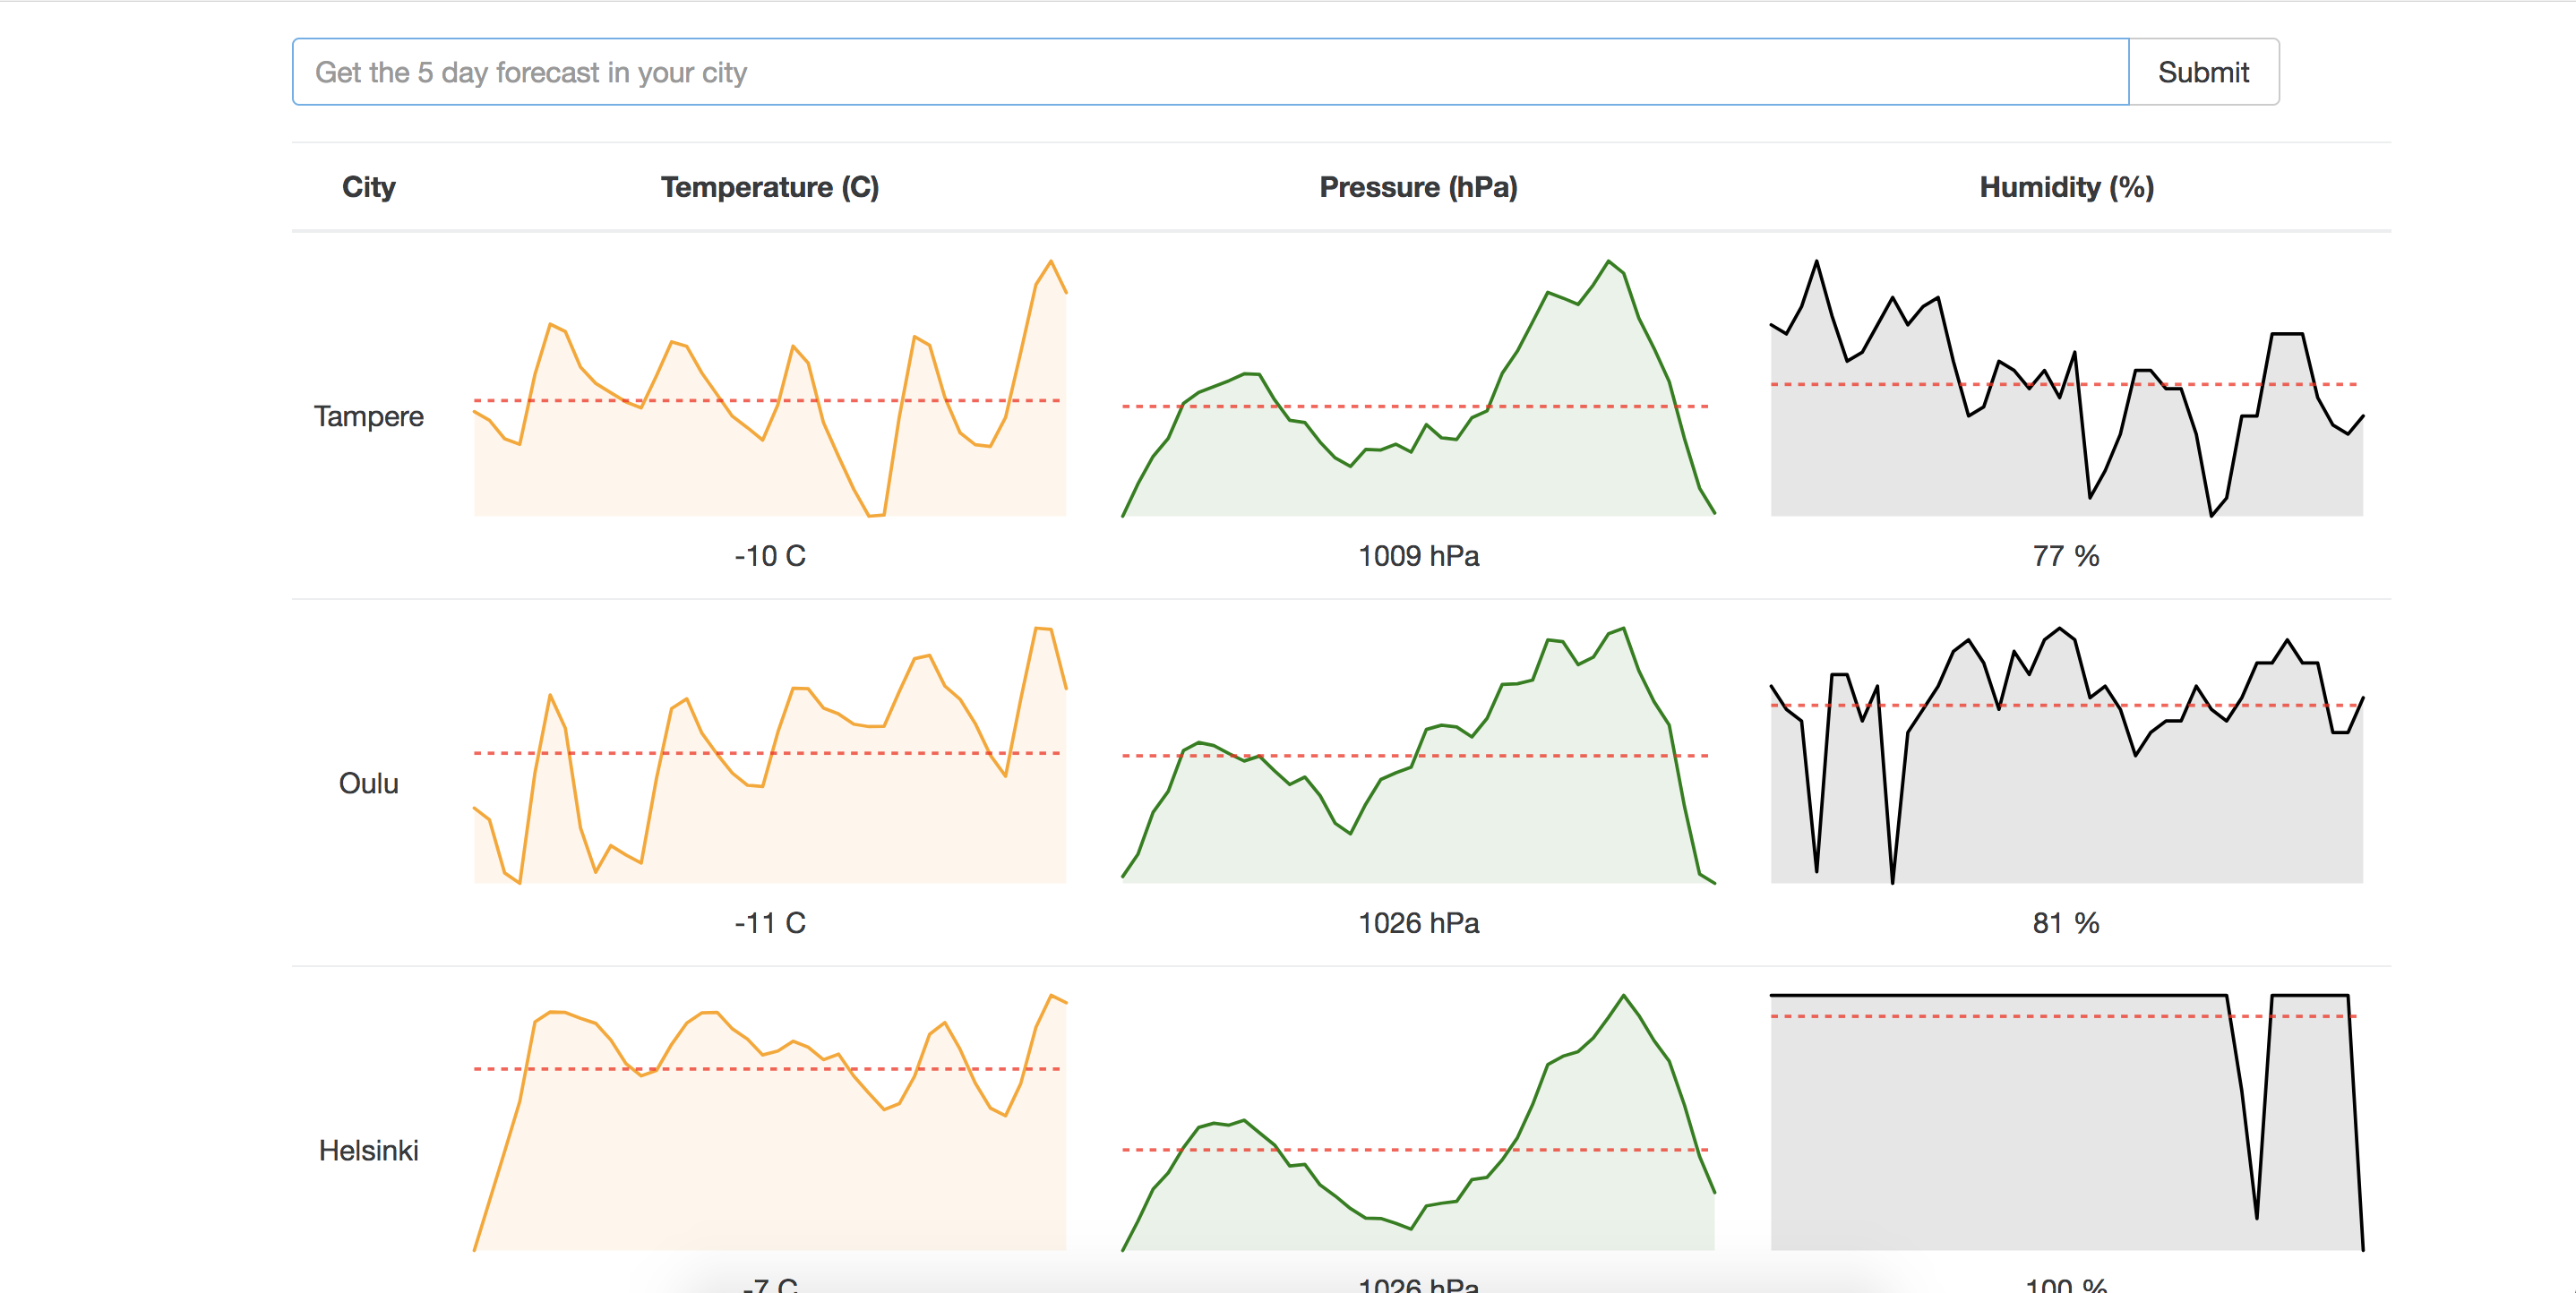 Get the 5 day forecast in your city
Submit
City Temperature (C) Pressure (hPa) Humidity (%)
Tampere
-10 C 1009 hPa 77 %
Oulu
-11 C 1026 hPa 81 %
Helsinki
-7 C 1026 hPa 100 %